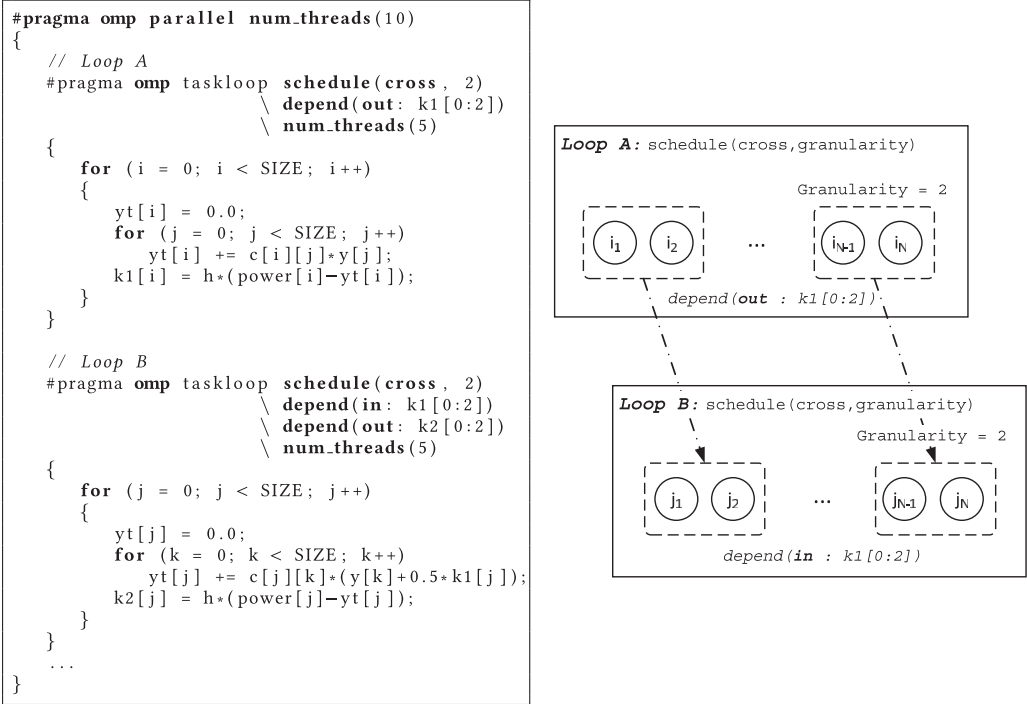 #pragma omp parallel num_threads(10)
{
// Loop A
#pragma omp taskloop schedule(cross, 2)
\ depend(out: k1[0:2])
\ num_threads(5)
{
for (i = 0; i < SIZE; i++)
{
yt[i] = 0.0;
for (j = 0; j < SIZE; j++)
yt[i] += c[i][j]*y[j];
k1[i] = h*(power[i]-yt[i]);
}
}
// Loop B
#pragma omp taskloop schedule(cross, 2)
\ depend(in: k1[0:2])
\ depend(out: k2[0:2])
\ num_threads(5)
{
for (j = 0; j < SIZE; j++)
{
yt[j] = 0.0;
for (k = 0; k < SIZE; k++)
yt[j] += c[j][k]*(y[k]+0.5*k1[j]);
k2[j] = h*(power[j]-yt[j]);
}
}
...
}
Loop A: schedule(cross,granularity)
Granularity = 2
i1 i2 ... iN-1 iN
depend(out : k1[0:2])
Loop B: schedule(cross,granularity)
Granularity = 2
j1 j2 ... jN-1 jN
depend(in : k1[0:2])